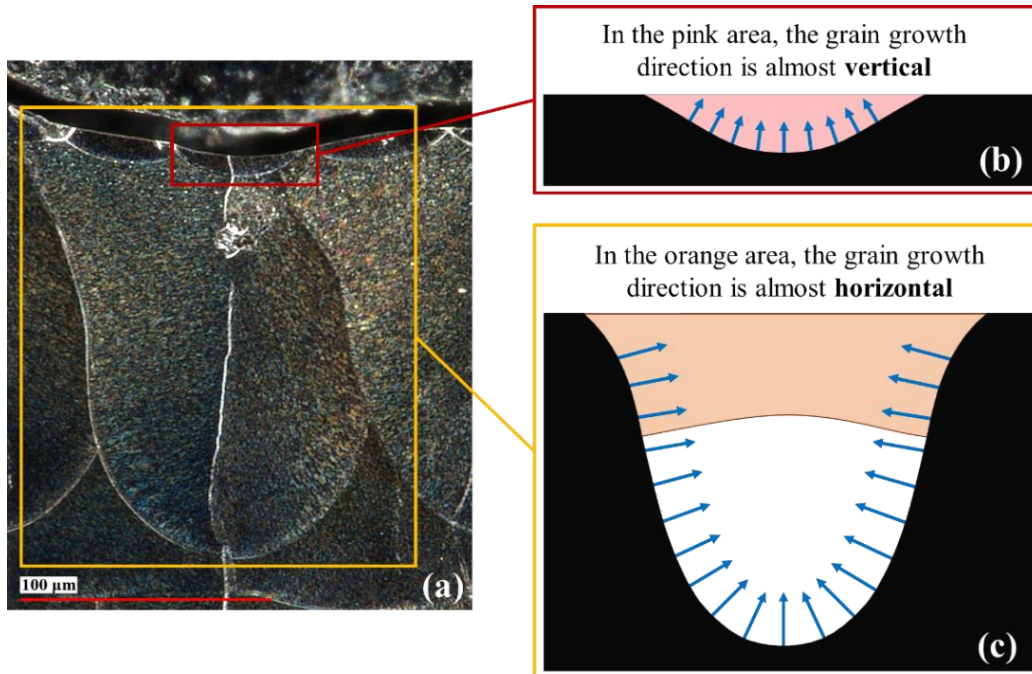 In the pink area, the grain growth
direction is almost vertical
(b)
In the orange area, the grain growth
direction is almost horizontal
100 µm
(a)
(c)